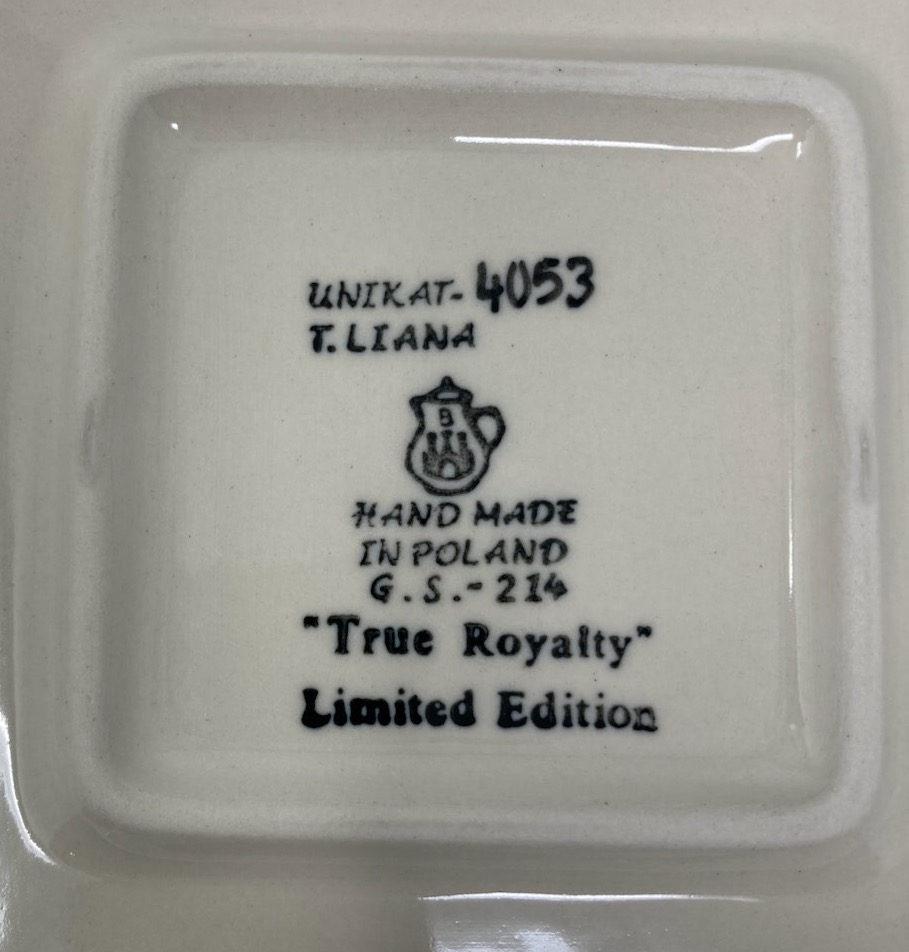 UNIKAT-4053
T.LIANA
B
HAND MADE
IN POLAND
G.S.-214
"True Royalty"
Limited Edition